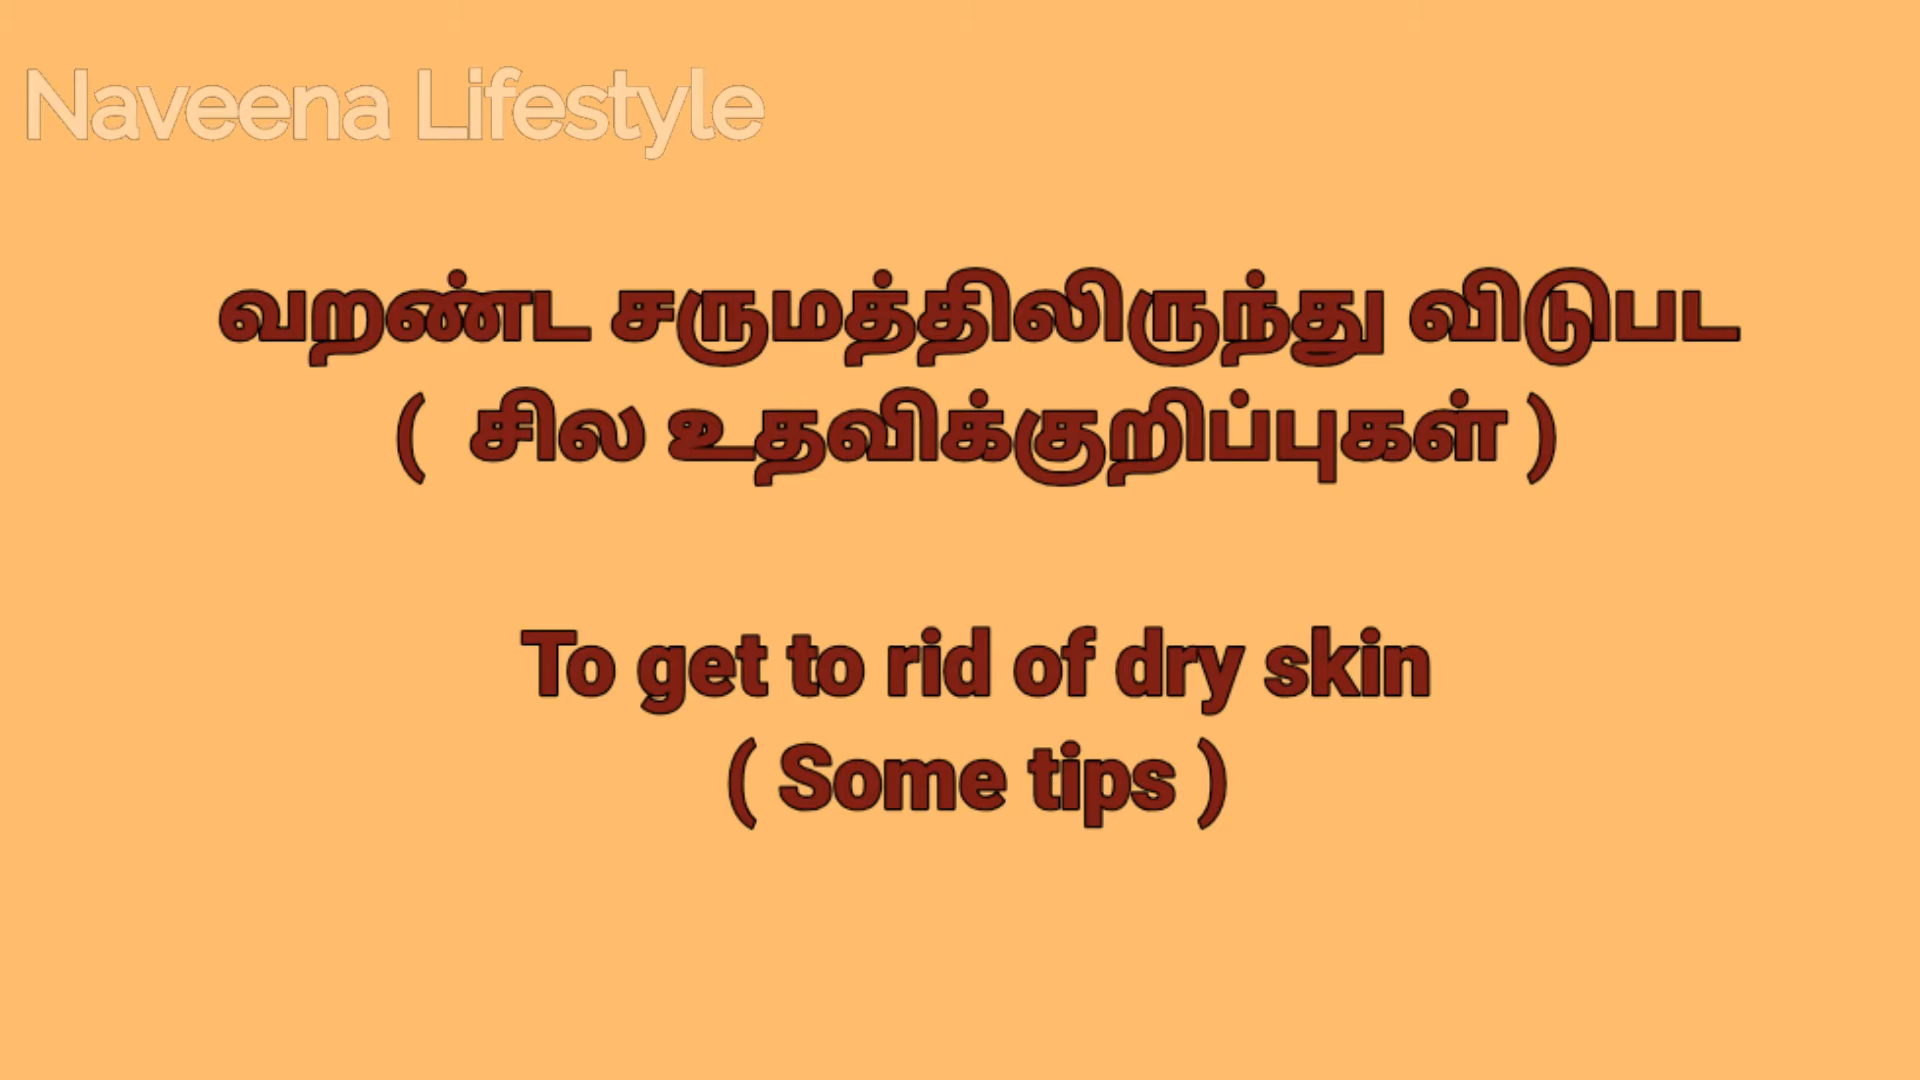 Naveena Lifestyle
வறண்ட சருமத்திலிருந்து விடுபட
( சில உதவிக்குறிப்புகள் )
To get to rid of dry skin
( Some tips )